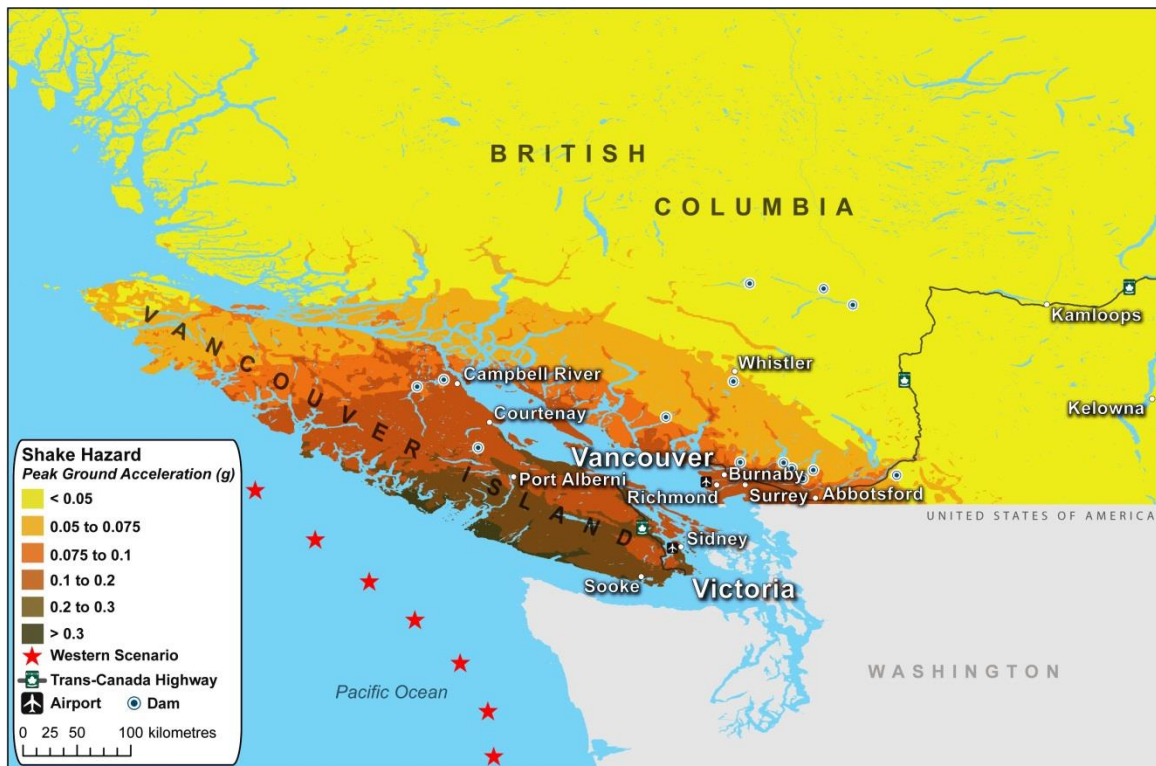 BRITISH
COLUMBIA
VANCOUVER ISLAND
Kamloops
Whistler
Campbell River
Kelowna
Courtenay
Vancouver
Burnaby
Port Alberni
Richmond
Surrey
Abbotsford
UNITED STATES OF AMERICA
Sidney
Sooke
Victoria
WASHINGTON
Pacific Ocean
Shake Hazard
Peak Ground Acceleration (g)
< 0.05
0.05 to 0.075
0.075 to 0.1
0.1 to 0.2
0.2 to 0.3
> 0.3
Western Scenario
Trans-Canada Highway
Airport Dam
0 25 50 100 kilometres